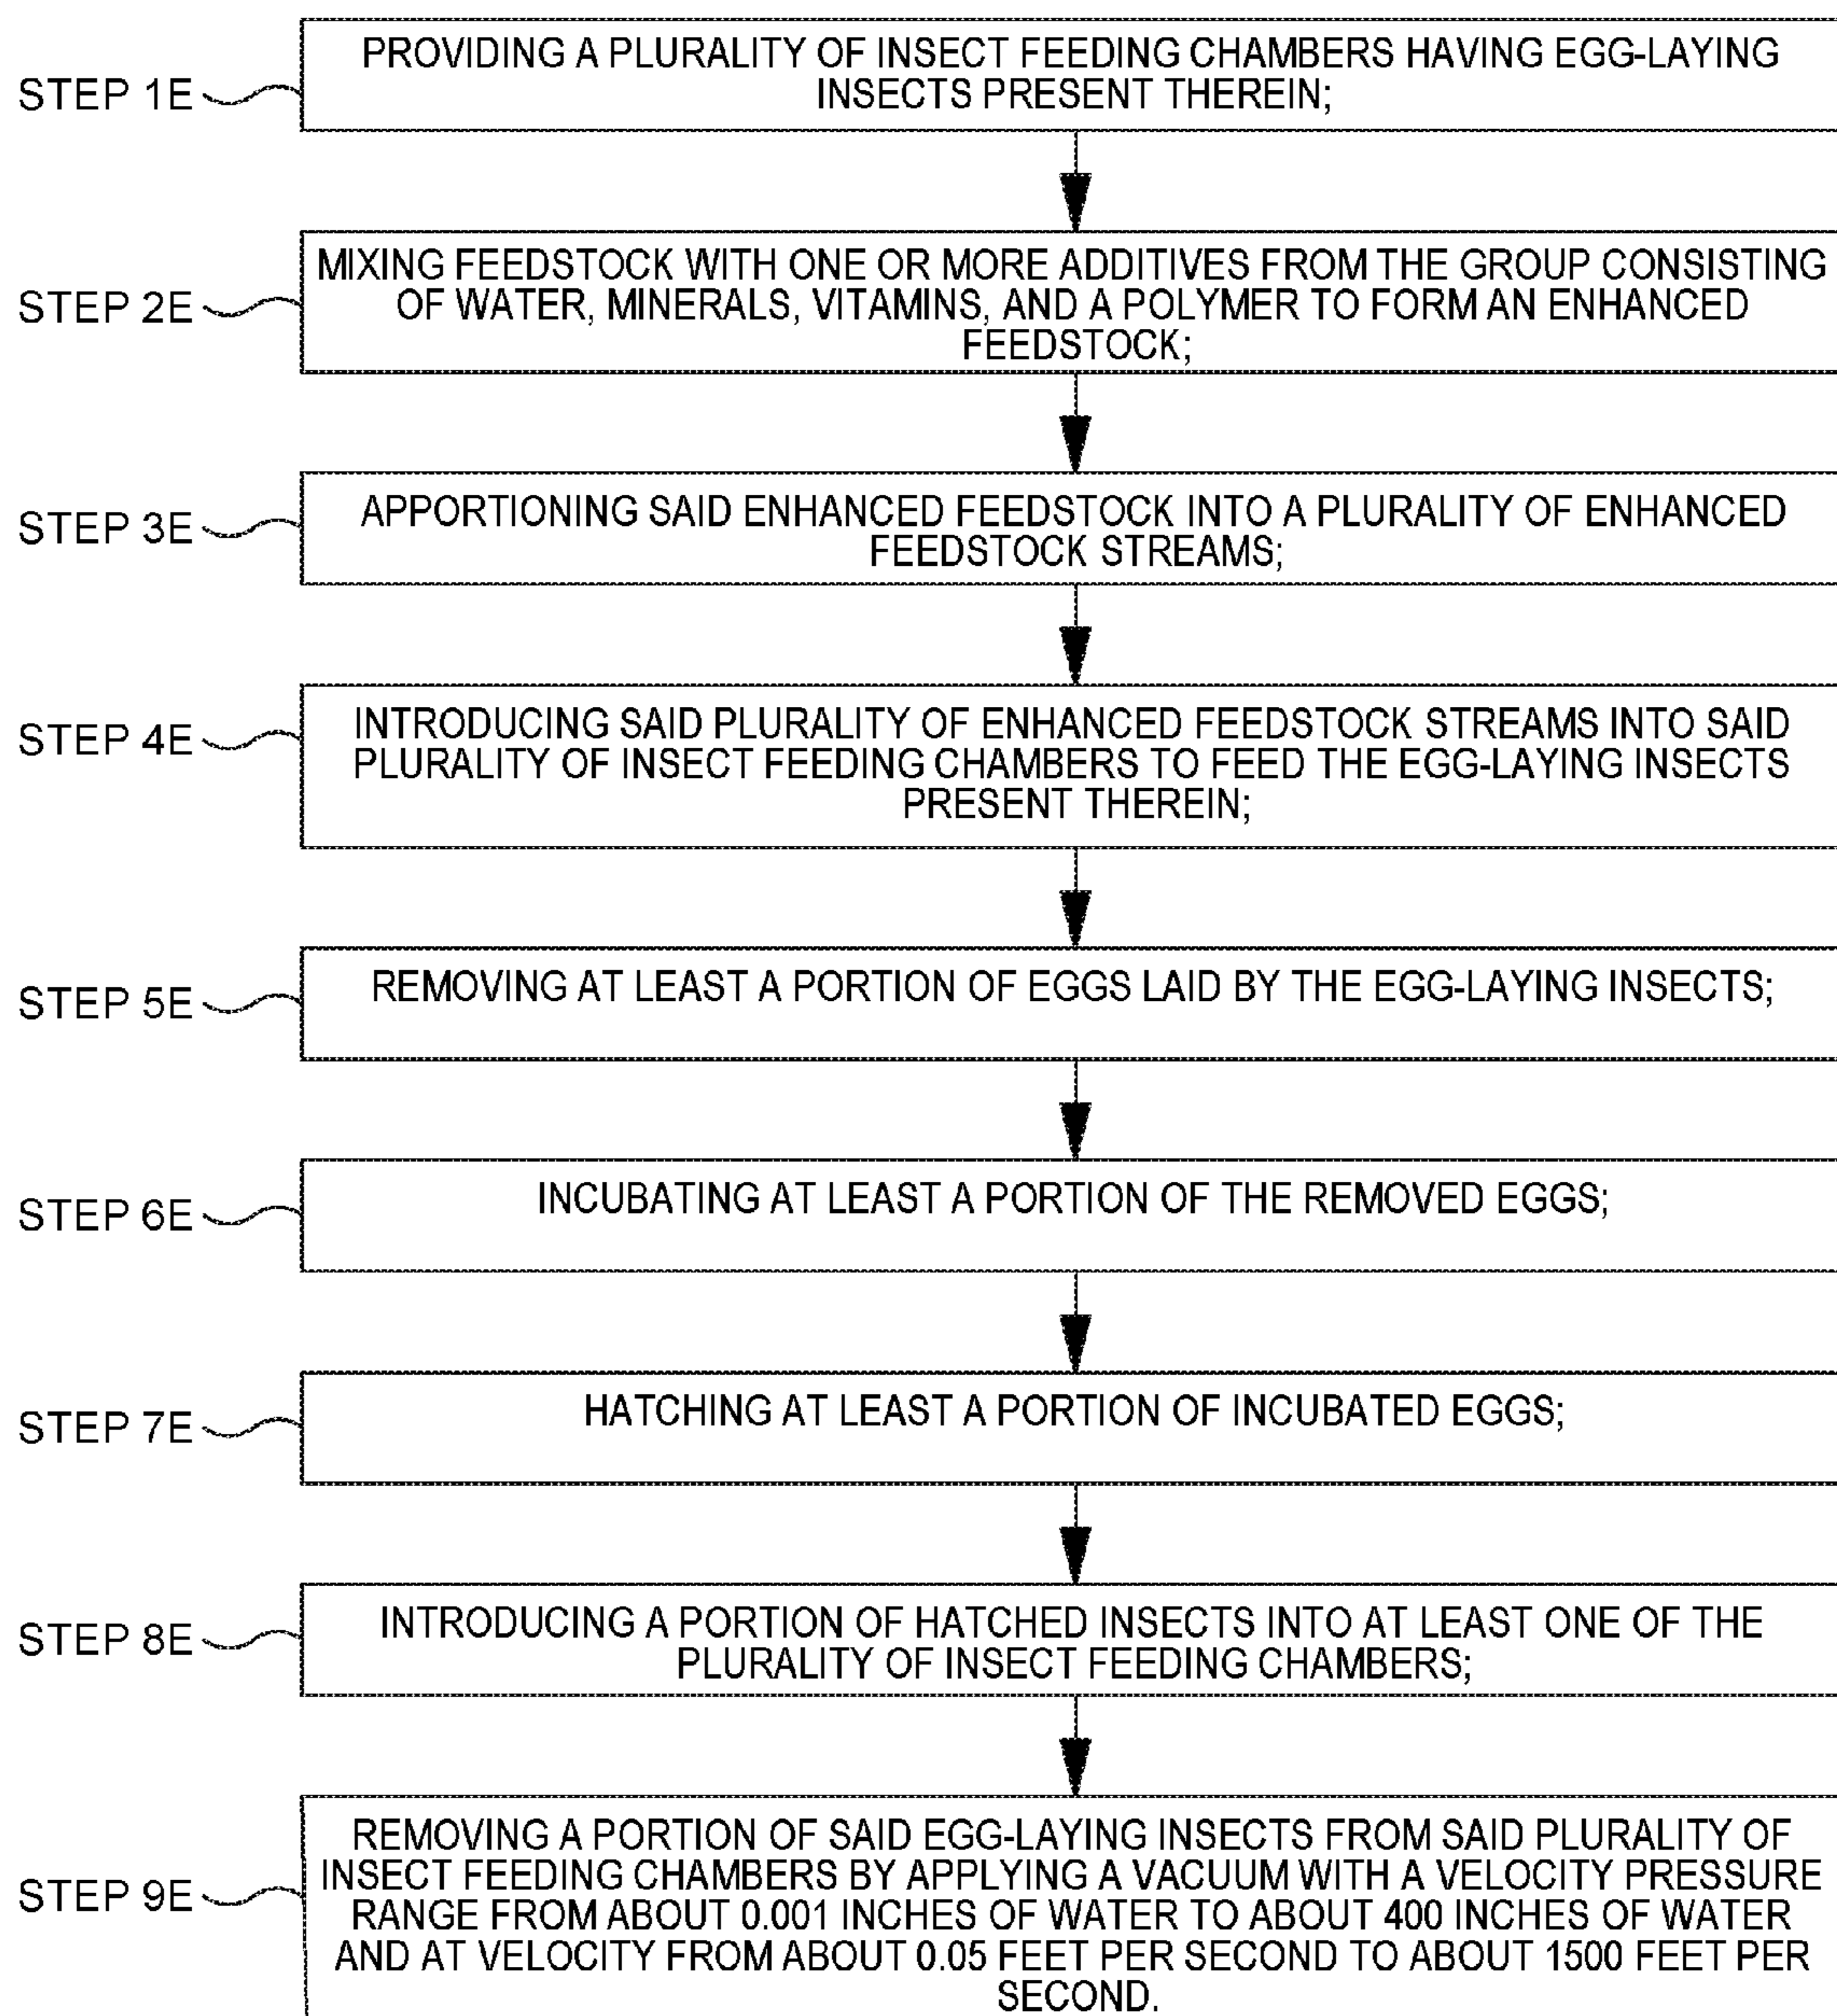 STEP 1E
PROVIDING A PLURALITY OF INSECT FEEDING CHAMBERS HAVING EGG-LAYING
INSECTS PRESENT THEREIN;
STEP 2E
MIXING FEEDSTOCK WITH ONE OR MORE ADDITIVES FROM THE GROUP CONSISTING
OF WATER, MINERALS, VITAMINS, AND A POLYMER TO FORM AN ENHANCED
FEEDSTOCK;
STEP 3E
APPORTIONING SAID ENHANCED FEEDSTOCK INTO A PLURALITY OF ENHANCED
FEEDSTOCK STREAMS;
STEP 4E
INTRODUCING SAID PLURALITY OF ENHANCED FEEDSTOCK STREAMS INTO SAID
PLURALITY OF INSECT FEEDING CHAMBERS TO FEED THE EGG-LAYING INSECTS
PRESENT THEREIN;
STEP 5E
REMOVING AT LEAST A PORTION OF EGGS LAID BY THE EGG-LAYING INSECTS;
STEP 6E
INCUBATING AT LEAST A PORTION OF THE REMOVED EGGS;
STEP 7E
HATCHING AT LEAST A PORTION OF INCUBATED EGGS;
STEP 8E
INTRODUCING A PORTION OF HATCHED INSECTS INTO AT LEAST ONE OF THE
PLURALITY OF INSECT FEEDING CHAMBERS;
STEP 9E
REMOVING A PORTION OF SAID EGG-LAYING INSECTS FROM SAID PLURALITY OF
INSECT FEEDING CHAMBERS BY APPLYING A VACUUM WITH A VELOCITY PRESSURE
RANGE FROM ABOUT 0.001 INCHES OF WATER TO ABOUT 400 INCHES OF WATER
AND AT VELOCITY FROM ABOUT 0.05 FEET PER SECOND TO ABOUT 1500 FEET PER
SECOND.